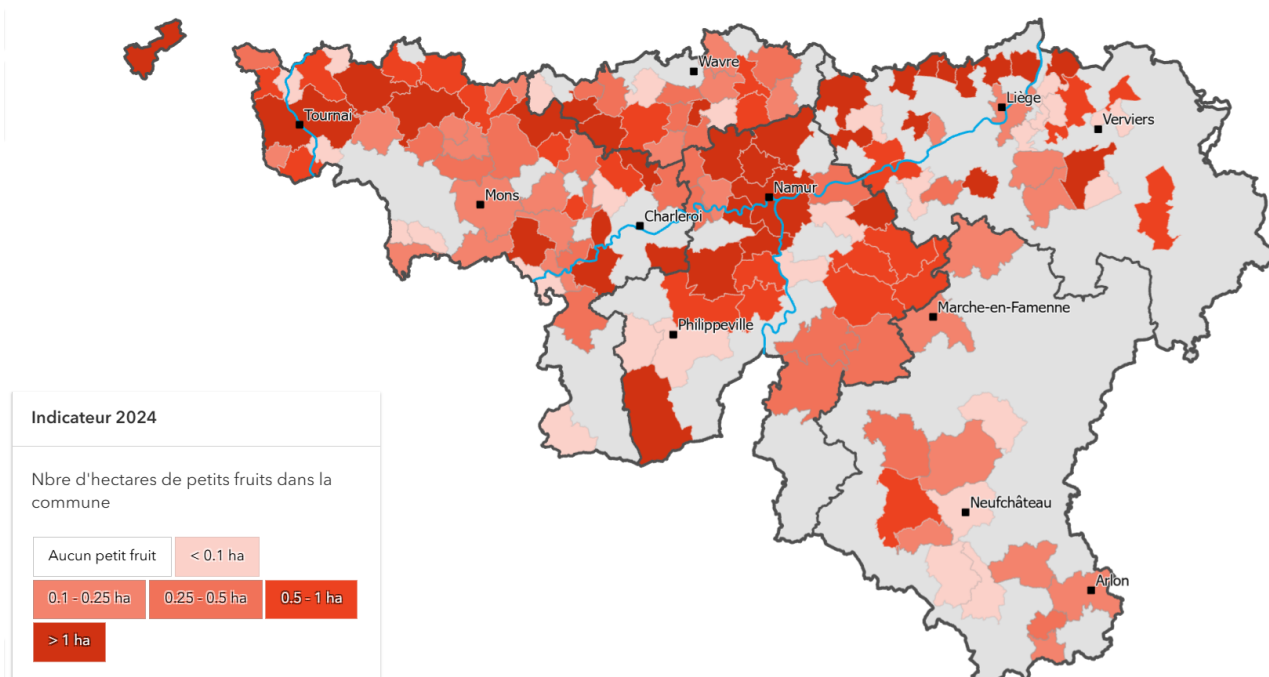 Wavre
Liège
Tournai
Verviers
Namur
Mons
Charleroi
Marche-en-Famenne
Philippeville
Indicateur 2024
Nbre d'hectares de petits fruits dans la
commune
Neufchâteau
Aucun petit fruit
< 0.1 ha
0.1 - 0.25 ha
0.25 - 0.5 ha
0.5 - 1 ha
> 1 ha
Arlon